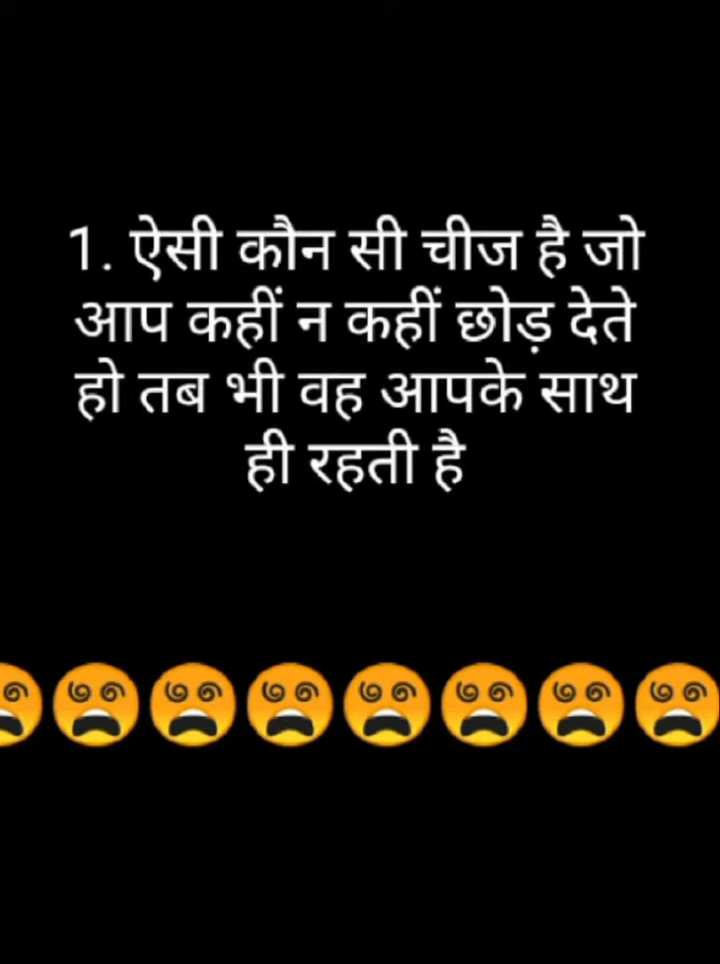 1. ऐसी कौन सी चीज है जो
आप कहीं न कहीं छोड़ देते
हो तब भी वह आपके साथ
ही रहती है